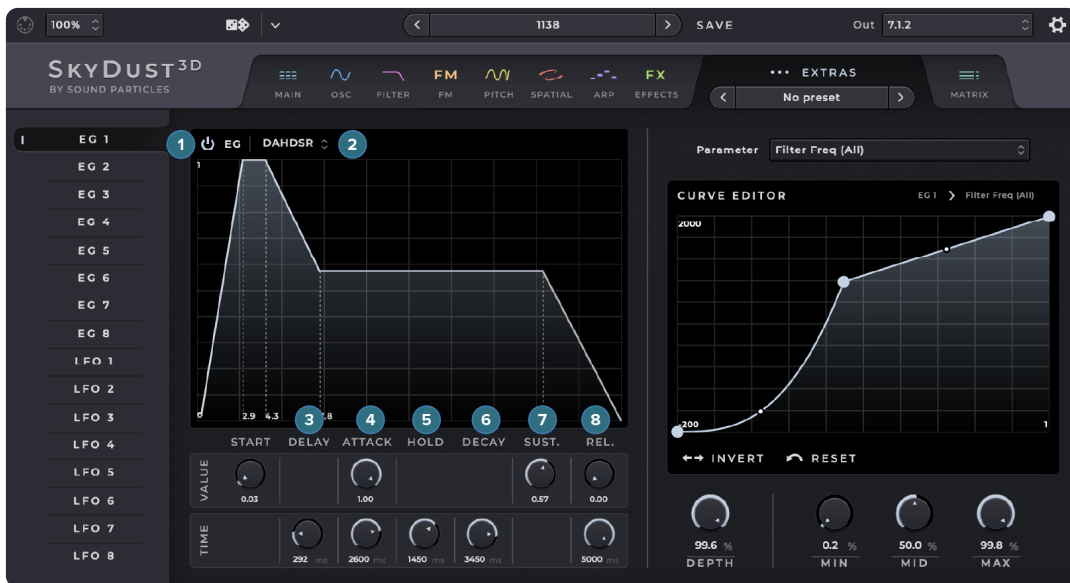 100%
1138
SAVE
Out 7.1.2
SKYDUST 3D
BY SOUND PARTICLES
MAIN
OSC
FILTER
FM
FM
PITCH
SPATIAL
ARP
FX
EFFECTS
EXTRAS
No preset
MATRIX
EG 1
EG 2
EG 3
EG 4
EG 5
EG 6
EG 7
EG 8
LFO 1
LFO 2
LFO 3
LFO 4
LFO 5
LFO 6
LFO 7
LFO 8
1 EG DAHDSR 2
1
0 2.9 4.3 .8
3 4 5 6 7 8
START DELAY ATTACK HOLD DECAY SUST. REL.
VALUE
0.03 1.00 0.57 0.00
TIME
292 ms 2600 ms 1450 ms 3450 ms 5000 ms
Parameter Filter Freq (All)
CURVE EDITOR EG 1 > Filter Freq (All)
2000
200 1
INVERT RESET
99.6 % 0.2 % 50.0 % 99.8 %
DEPTH MIN MID MAX